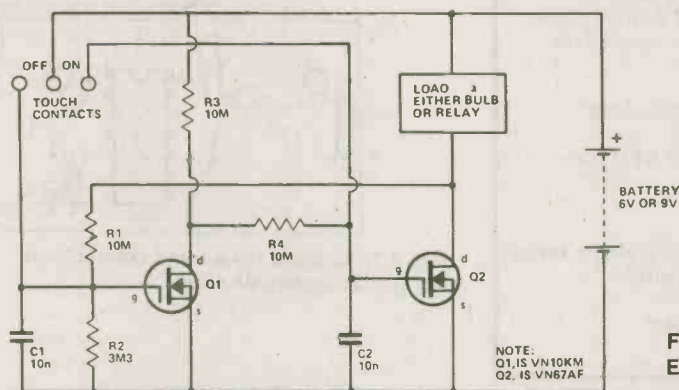 OFF ON
TOUCH
CONTACTS
R3
10M
LOAD
EITHER BULB
OR RELAY
+
BATTERY
6V OR 9V
R1
10M
R4
10M
d
Q1
g
s
d
g
Q2
s
C1
10n
R2
3M3
C2
10n
NOTE:
Q1,IS VN10KM
Q2, IS VN67AF
F
E